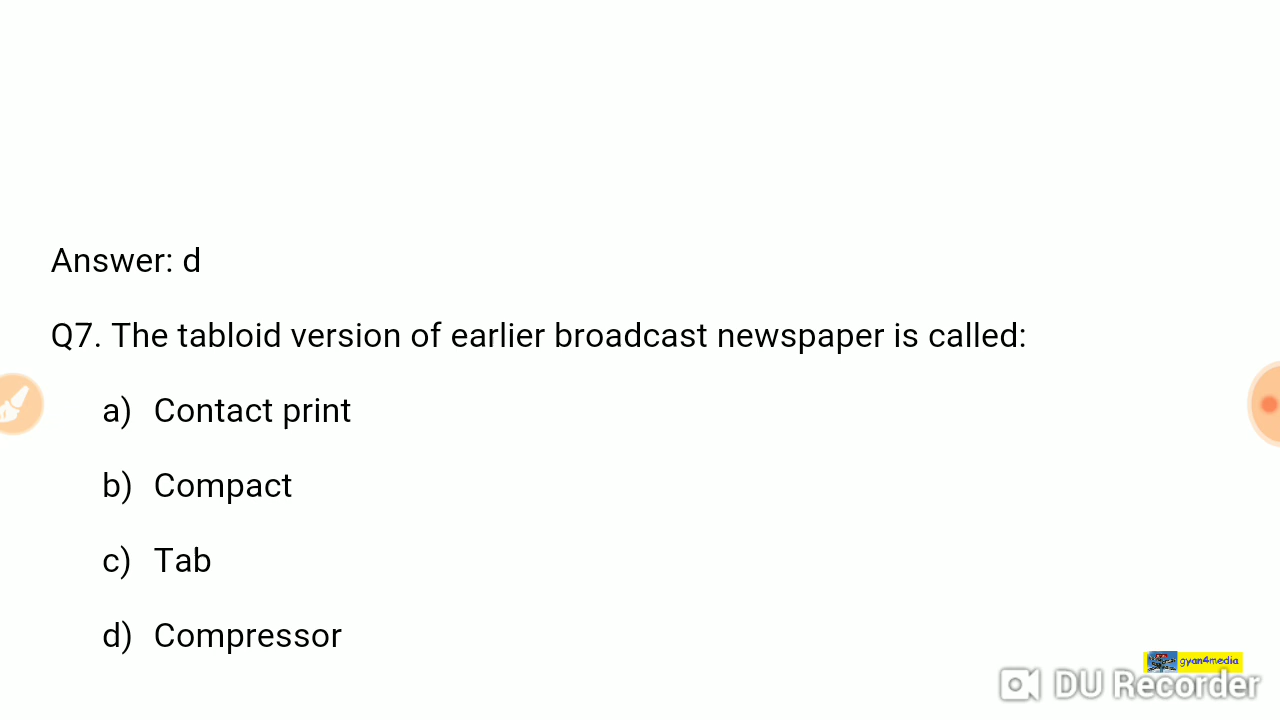 Answer: d
Q7. The tabloid version of earlier broadcast newspaper is called:
a) Contact print
b) Compact
c) Tab
d) Compressor
gyan4media
DU Recorder